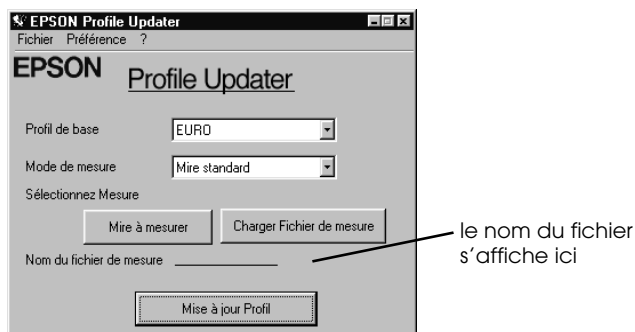 EPSON Profile Updater
Fichier Préférence ?
EPSON
Profile Updater
Profil de base EURO
Mode de mesure Mire standard
Sélectionnez Mesure
Mire à mesurer Charger Fichier de mesure
Nom du fichier de mesure
Mise à jour Profil
le nom du fichier
s'affiche ici